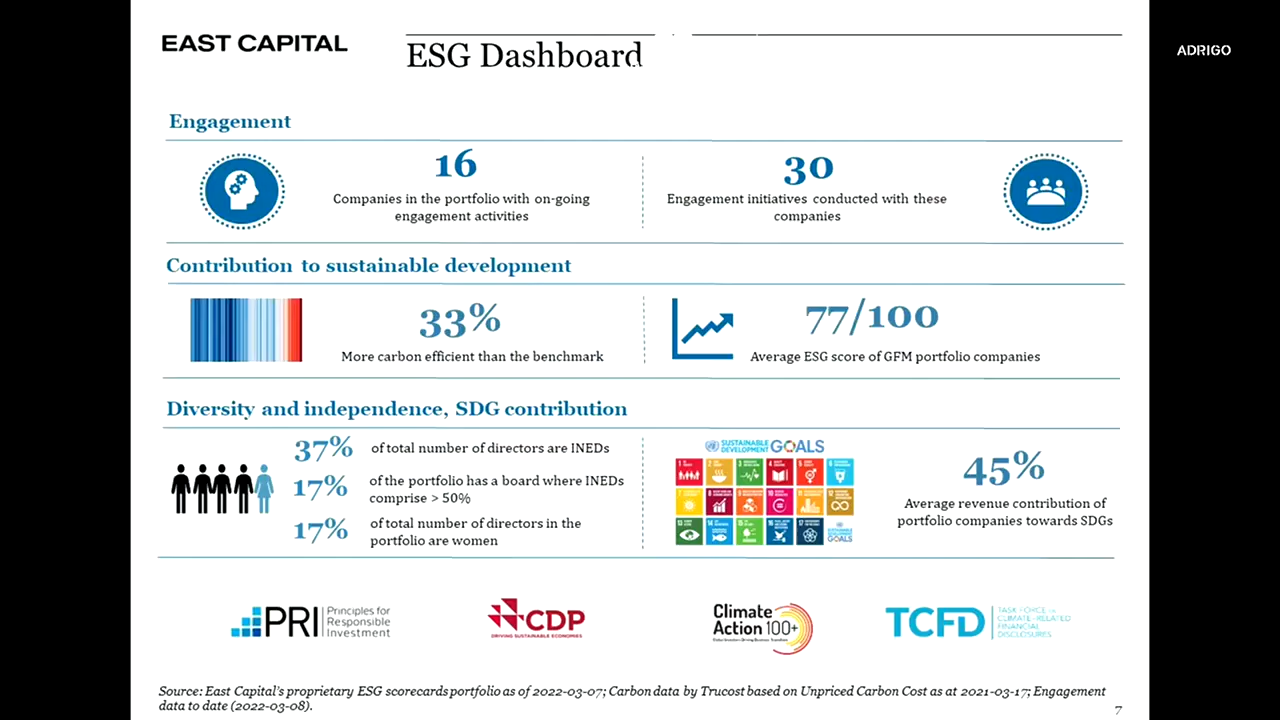 EAST CAPITAL
ESG Dashboard
ADRIGO
Engagement
16
Companies in the portfolio with on-going
engagement activities
30
Engagement initiatives conducted with these
companies
Contribution to sustainable development
33%
More carbon efficient than the benchmark
77/100
Average ESG score of GFM portfolio companies
Diversity and independence, SDG contribution
37%
of total number of directors are INEDs
17%
of the portfolio has a board where INEDs
comprise > 50%
17%
of total number of directors in the
portfolio are women
SUSTAINABLE
DEVELOPMENT
GOALS
45%
Average revenue contribution of
portfolio companies towards SDGs
PRI
Principles for
Responsible
Investment
CDP
DRIVING SUSTAINABLE ECONOMIES
Climate
Action 100+
TCFD
TASK FORCE ON
CLIMATE-RELATED
FINANCIAL
DISCLOSURES
Source: East Capital's proprietary ESG scorecards portfolio as of 2022-03-07; Carbon data by Trucost based on Unpriced Carbon Cost as at 2021-03-17; Engagement
data to date (2022-03-08).
7